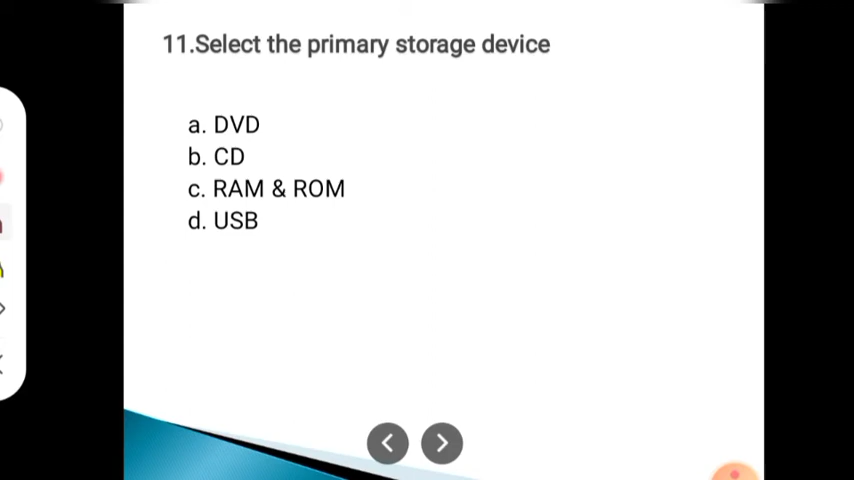 11.Select the primary storage device
a. DVD
b. CD
c. RAM & ROM
d. USB